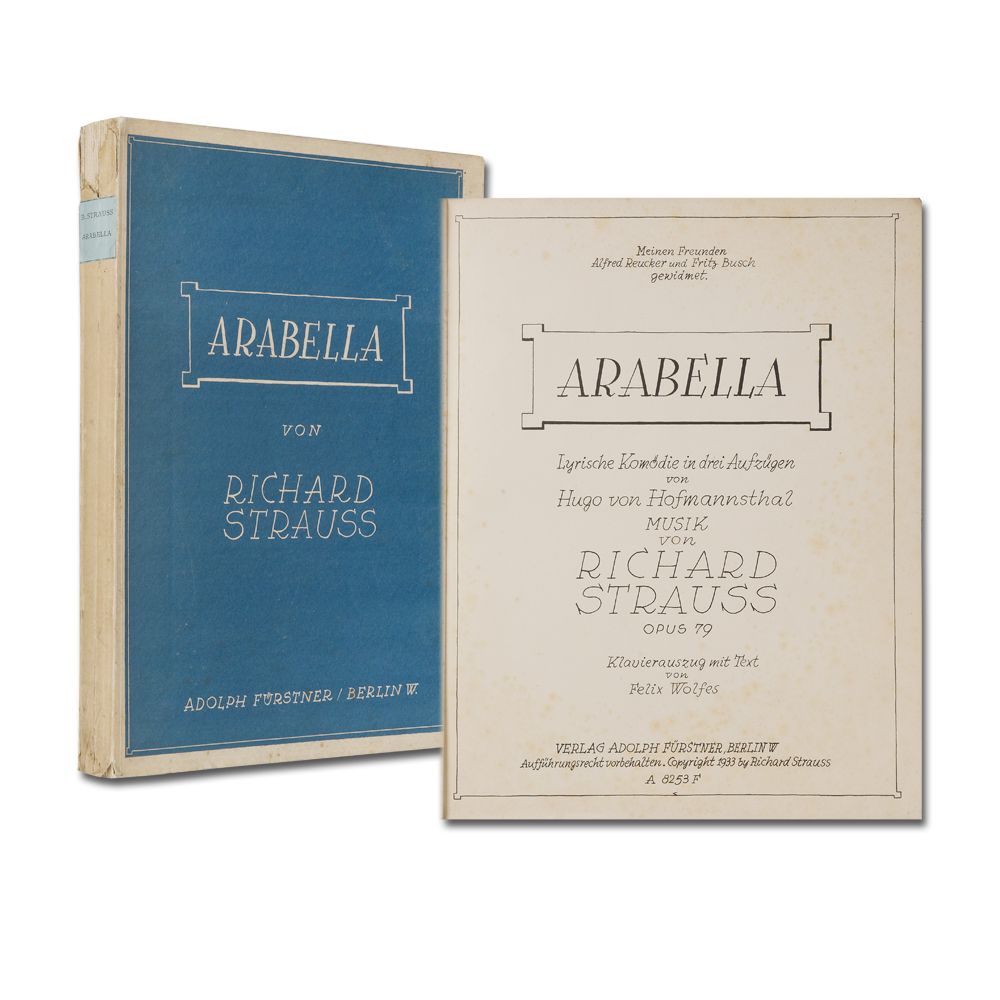 R. STRAUSS
ARABELLA
ARABELLA
VON
RICHARD
STRAUSS
ADOLPH FÜRSTNER / BERLIN W.
Meinen Freunden
Alfred Reucker und Fritz Busch
gewidmet.
ARABELLA
Lyrische Komödie in drei Aufzügen
von
Hugo von Hofmannsthal
MUSIK
von
RICHARD
STRAUSS
OPUS 79
Klavierauszug mit Text
von
Felix Wolfes
VERLAG ADOLPH FÜRSTNER, BERLIN W
Aufführungsrecht vorbehalten. Copyright 1933 by Richard Strauss
A 8253 F